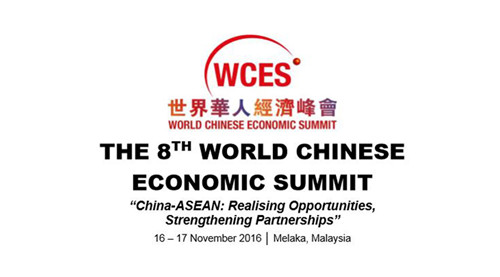 WCES
世界華人經濟峰會
WORLD CHINESE ECONOMIC SUMMIT
THE 8TH WORLD CHINESE
ECONOMIC SUMMIT
“China-ASEAN: Realising Opportunities,
Strengthening Partnerships”
16 – 17 November 2016 | Melaka, Malaysia